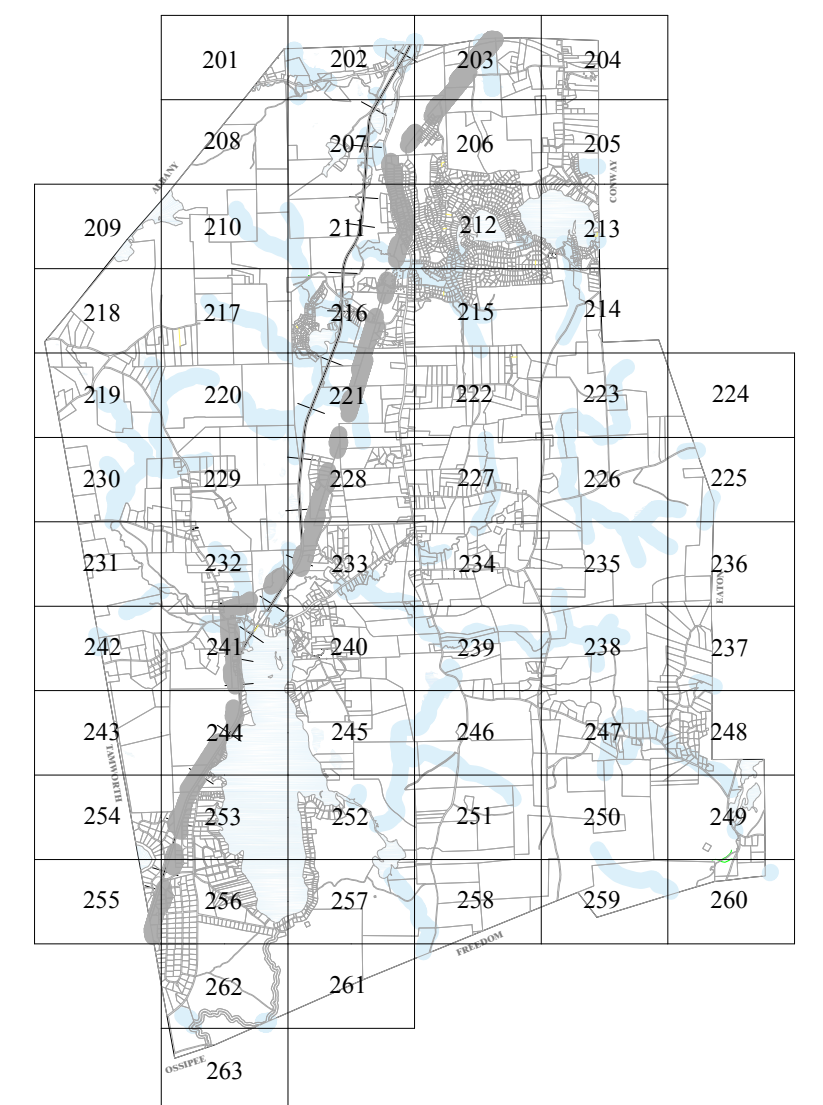 201 202 203 204
208 207 206 205
ALBANY
CONWAY
209 210 211 212 213
218 217 216 215 214
219 220 221 222 223 224
230 229 228 227 226 225
231 232 233 234 235 236
EATON
242 241 240 239 238 237
243 244 245 246 247 248
TAMWORTH
254 253 252 251 250 249
255 256 257 258 259 260
FREEDOM
262 261
OSSIPEE
263